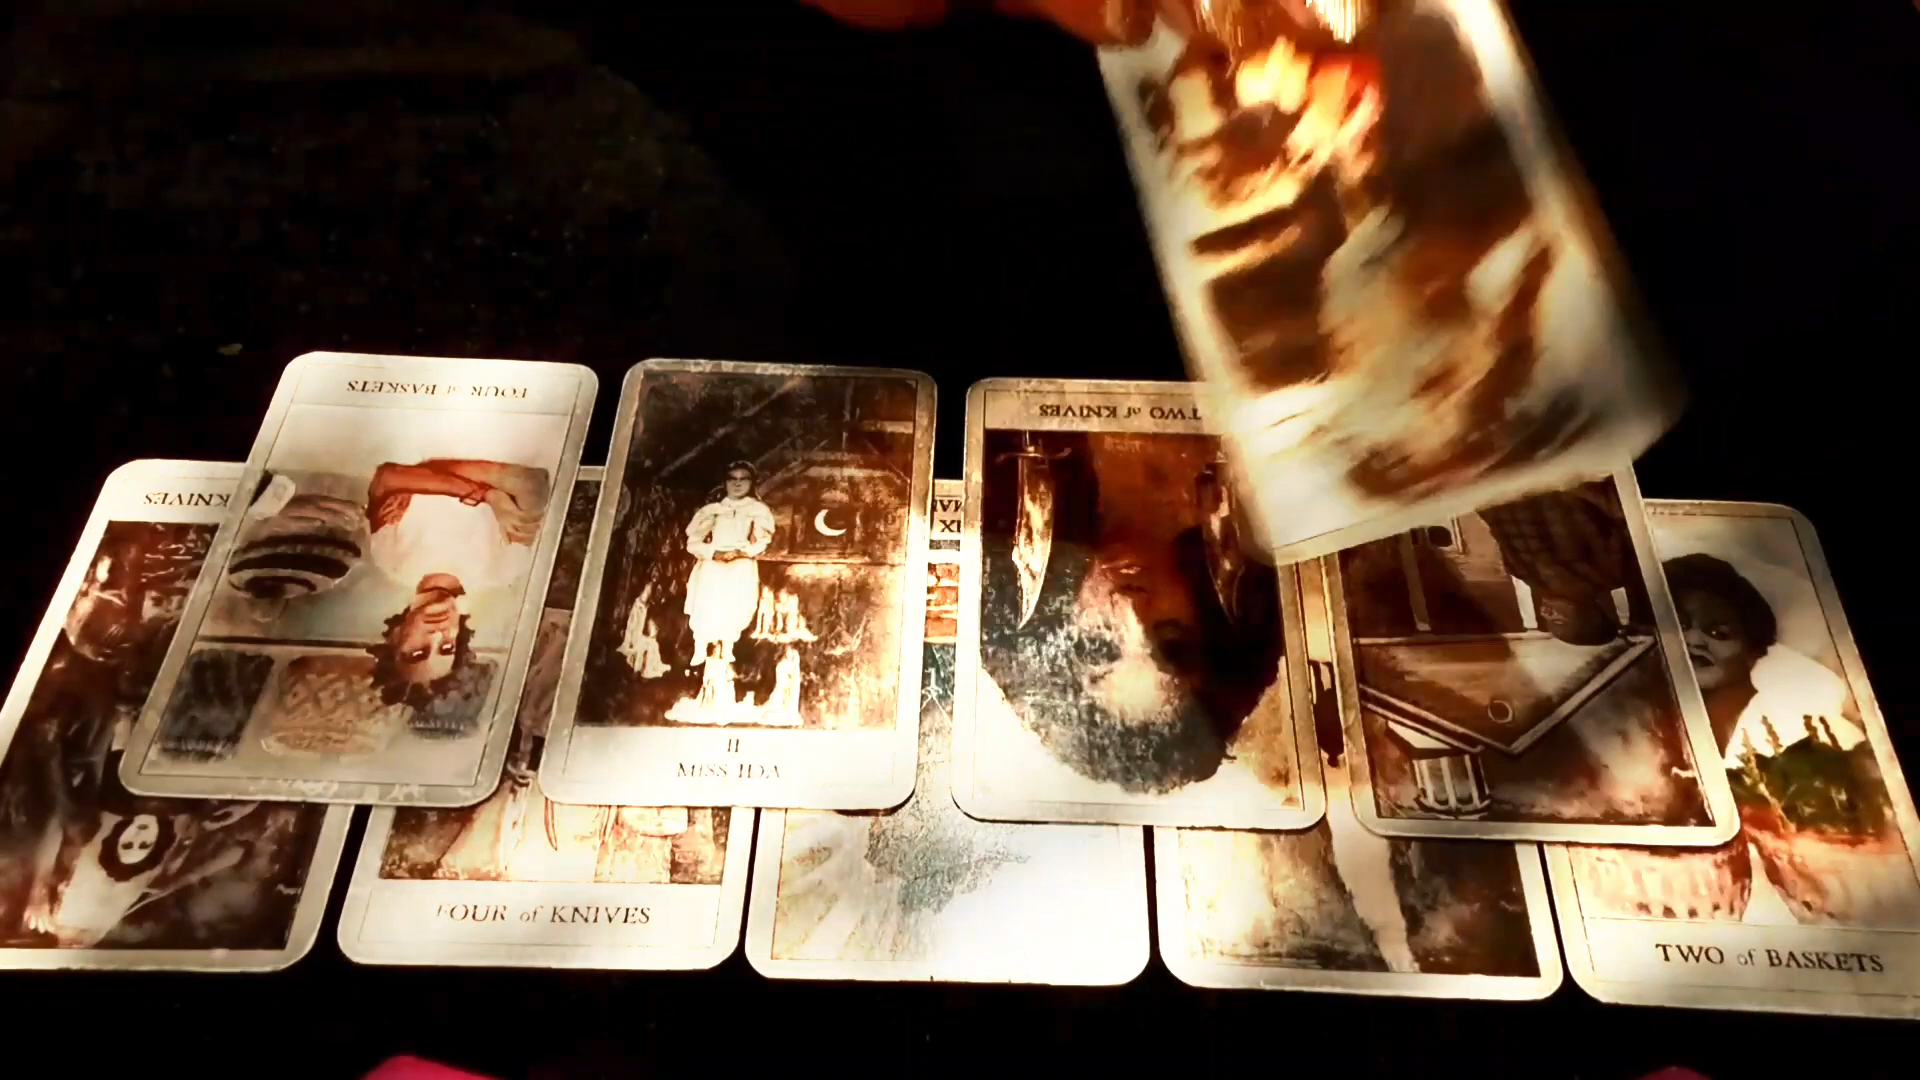 FOUR of BASKETS
TWO of KNIVES
KNIVES
II
MISS IDA
FOUR of KNIVES
TWO of BASKETS